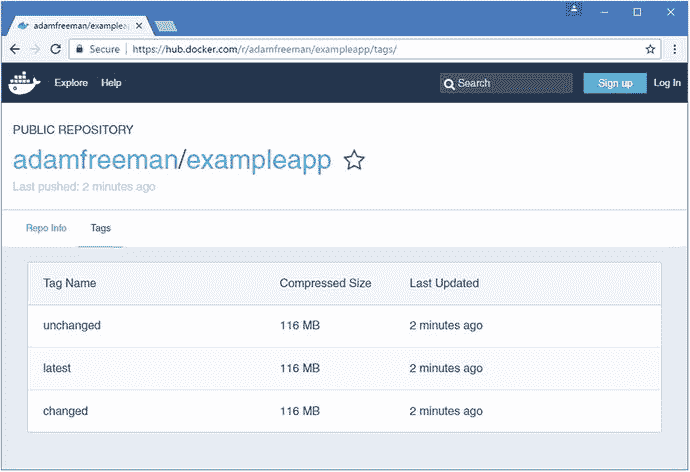 adamfreeman/exampleap
Secure https://hub.docker.com/r/adamfreeman/exampleapp/tags/
Explore Help Search Sign up Log In
PUBLIC REPOSITORY
adamfreeman/exampleapp
Last pushed: 2 minutes ago
Repo Info Tags
Tag Name Compressed Size Last Updated
unchanged 116 MB 2 minutes ago
latest 116 MB 2 minutes ago
changed 116 MB 2 minutes ago